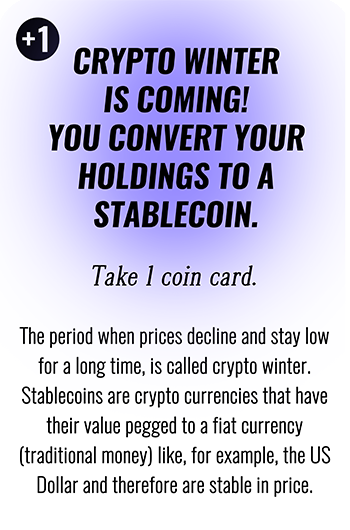 +1
CRYPTO WINTER
IS COMING!
YOU CONVERT YOUR
HOLDINGS TO A
STABLECOIN.
Take 1 coin card.
The period when prices decline and stay low
for a long time, is called crypto winter.
Stablecoins are crypto currencies that have
their value pegged to a fiat currency
(traditional money) like, for example, the US
Dollar and therefore are stable in price.